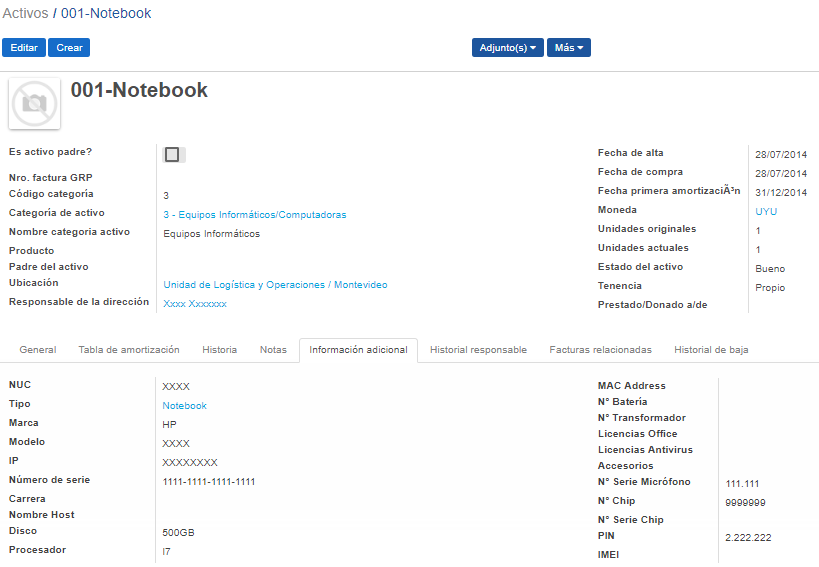 Activos / 001-Notebook
Editar Crear Adjunto(s) Más
001-Notebook
Es activo padre?
Nro. factura GRP
Código categoría 3
Categoría de activo 3 - Equipos Informáticos/Computadoras
Nombre categoria activo Equipos Informáticos
Producto
Padre del activo
Ubicación Unidad de Logística y Operaciones / Montevideo
Responsable de la dirección Xxxx Xxxxxxx
Fecha de alta 28/07/2014
Fecha de compra 28/07/2014
Fecha primera amortizaciÃ³n 31/12/2014
Moneda UYU
Unidades originales 1
Unidades actuales 1
Estado del activo Bueno
Tenencia Propio
Prestado/Donado a/de
General Tabla de amortización Historia Notas Información adicional Historial responsable Facturas relacionadas Historial de baja
NUC XXXX
Tipo Notebook
Marca HP
Modelo XXXX
IP XXXXXXXX
Número de serie 1111-1111-1111-1111
Carrera
Nombre Host
Disco 500GB
Procesador I7
MAC Address
N° Batería
N° Transformador
Licencias Office
Licencias Antivirus
Accesorios
N° Serie Micrófono 111.111
N° Chip 9999999
N° Serie Chip
PIN 2.222.222
IMEI